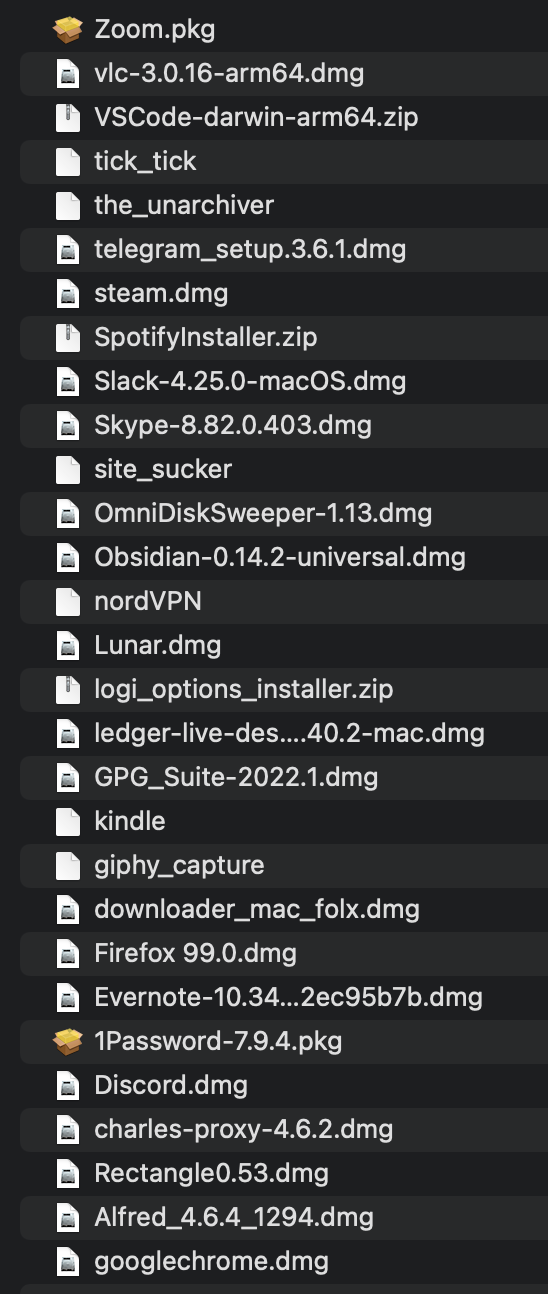 Zoom.pkg
vlc-3.0.16-arm64.dmg
VSCode-darwin-arm64.zip
tick_tick
the_unarchiver
telegram_setup.3.6.1.dmg
steam.dmg
SpotifyInstaller.zip
Slack-4.25.0-macOS.dmg
Skype-8.82.0.403.dmg
site_sucker
OmniDiskSweeper-1.13.dmg
Obsidian-0.14.2-universal.dmg
nordVPN
Lunar.dmg
logi_options_installer.zip
ledger-live-des....40.2-mac.dmg
GPG_Suite-2022.1.dmg
kindle
giphy_capture
downloader_mac_folx.dmg
Firefox 99.0.dmg
Evernote-10.34...2ec95b7b.dmg
1Password-7.9.4.pkg
Discord.dmg
charles-proxy-4.6.2.dmg
Rectangle0.53.dmg
Alfred_4.6.4_1294.dmg
googlechrome.dmg